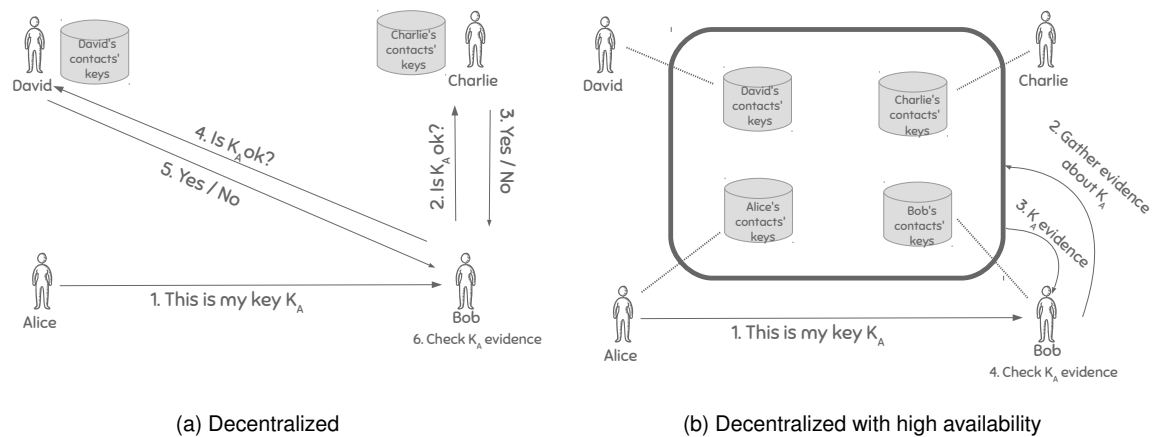 David's
contacts'
keys
David
Charlie's
contacts'
keys
Charlie
4. Is K_A ok?
5. Yes / No
2. Is K_A ok?
3. Yes / No
Alice
1. This is my key K_A
Bob
6. Check K_A evidence
(a) Decentralized
David
Charlie
David's
contacts'
keys
Charlie's
contacts'
keys
Alice's
contacts'
keys
Bob's
contacts'
keys
2. Gather evidence
about K_A
3. K_A evidence
Alice
1. This is my key K_A
Bob
4. Check K_A evidence
(b) Decentralized with high availability